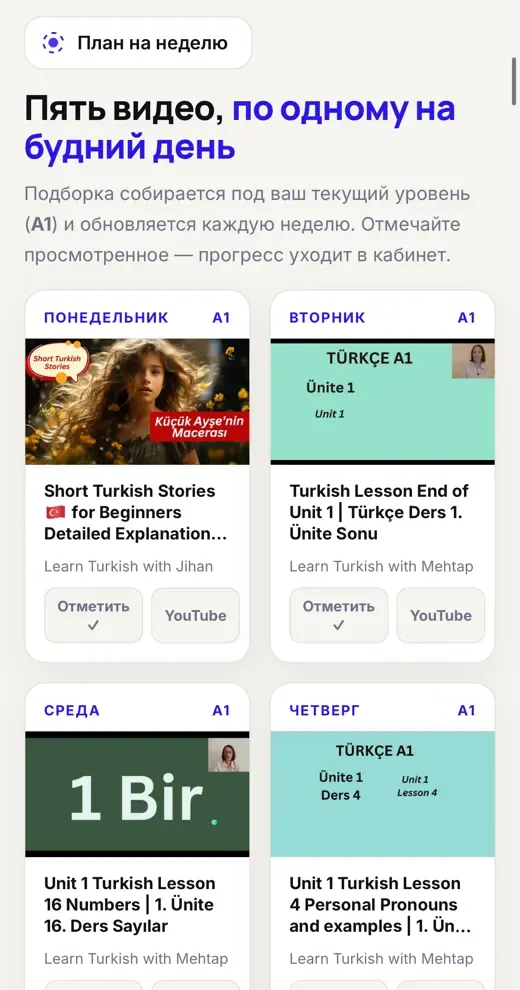 План на неделю
Пять видео, по одному на
будний день
Подборка собирается под ваш текущий уровень
(A1) и обновляется каждую неделю. Отмечайте
просмотренное — прогресс уходит в кабинет.
ПОНЕДЕЛЬНИК A1
Short Turkish
Stories
Küçük Ayşe'nin
Macerası
Short Turkish Stories
🇹🇷 for Beginners
Detailed Explanation...
Learn Turkish with Jihan
Отметить
✓
YouTube
ВТОРНИК A1
TÜRKÇE A1
Ünite 1
Unit 1
Turkish Lesson End of
Unit 1 | Türkçe Ders 1.
Ünite Sonu
Learn Turkish with Mehtap
Отметить
✓
YouTube
СРЕДА A1
1 Bir
Unit 1 Turkish Lesson
16 Numbers | 1. Ünite
16. Ders Sayılar
Learn Turkish with Mehtap
ЧЕТВЕРГ A1
TÜRKÇE A1
Ünite 1
Ders 4
Unit 1
Lesson 4
Unit 1 Turkish Lesson
4 Personal Pronouns
and examples | 1. Ün...
Learn Turkish with Mehtap